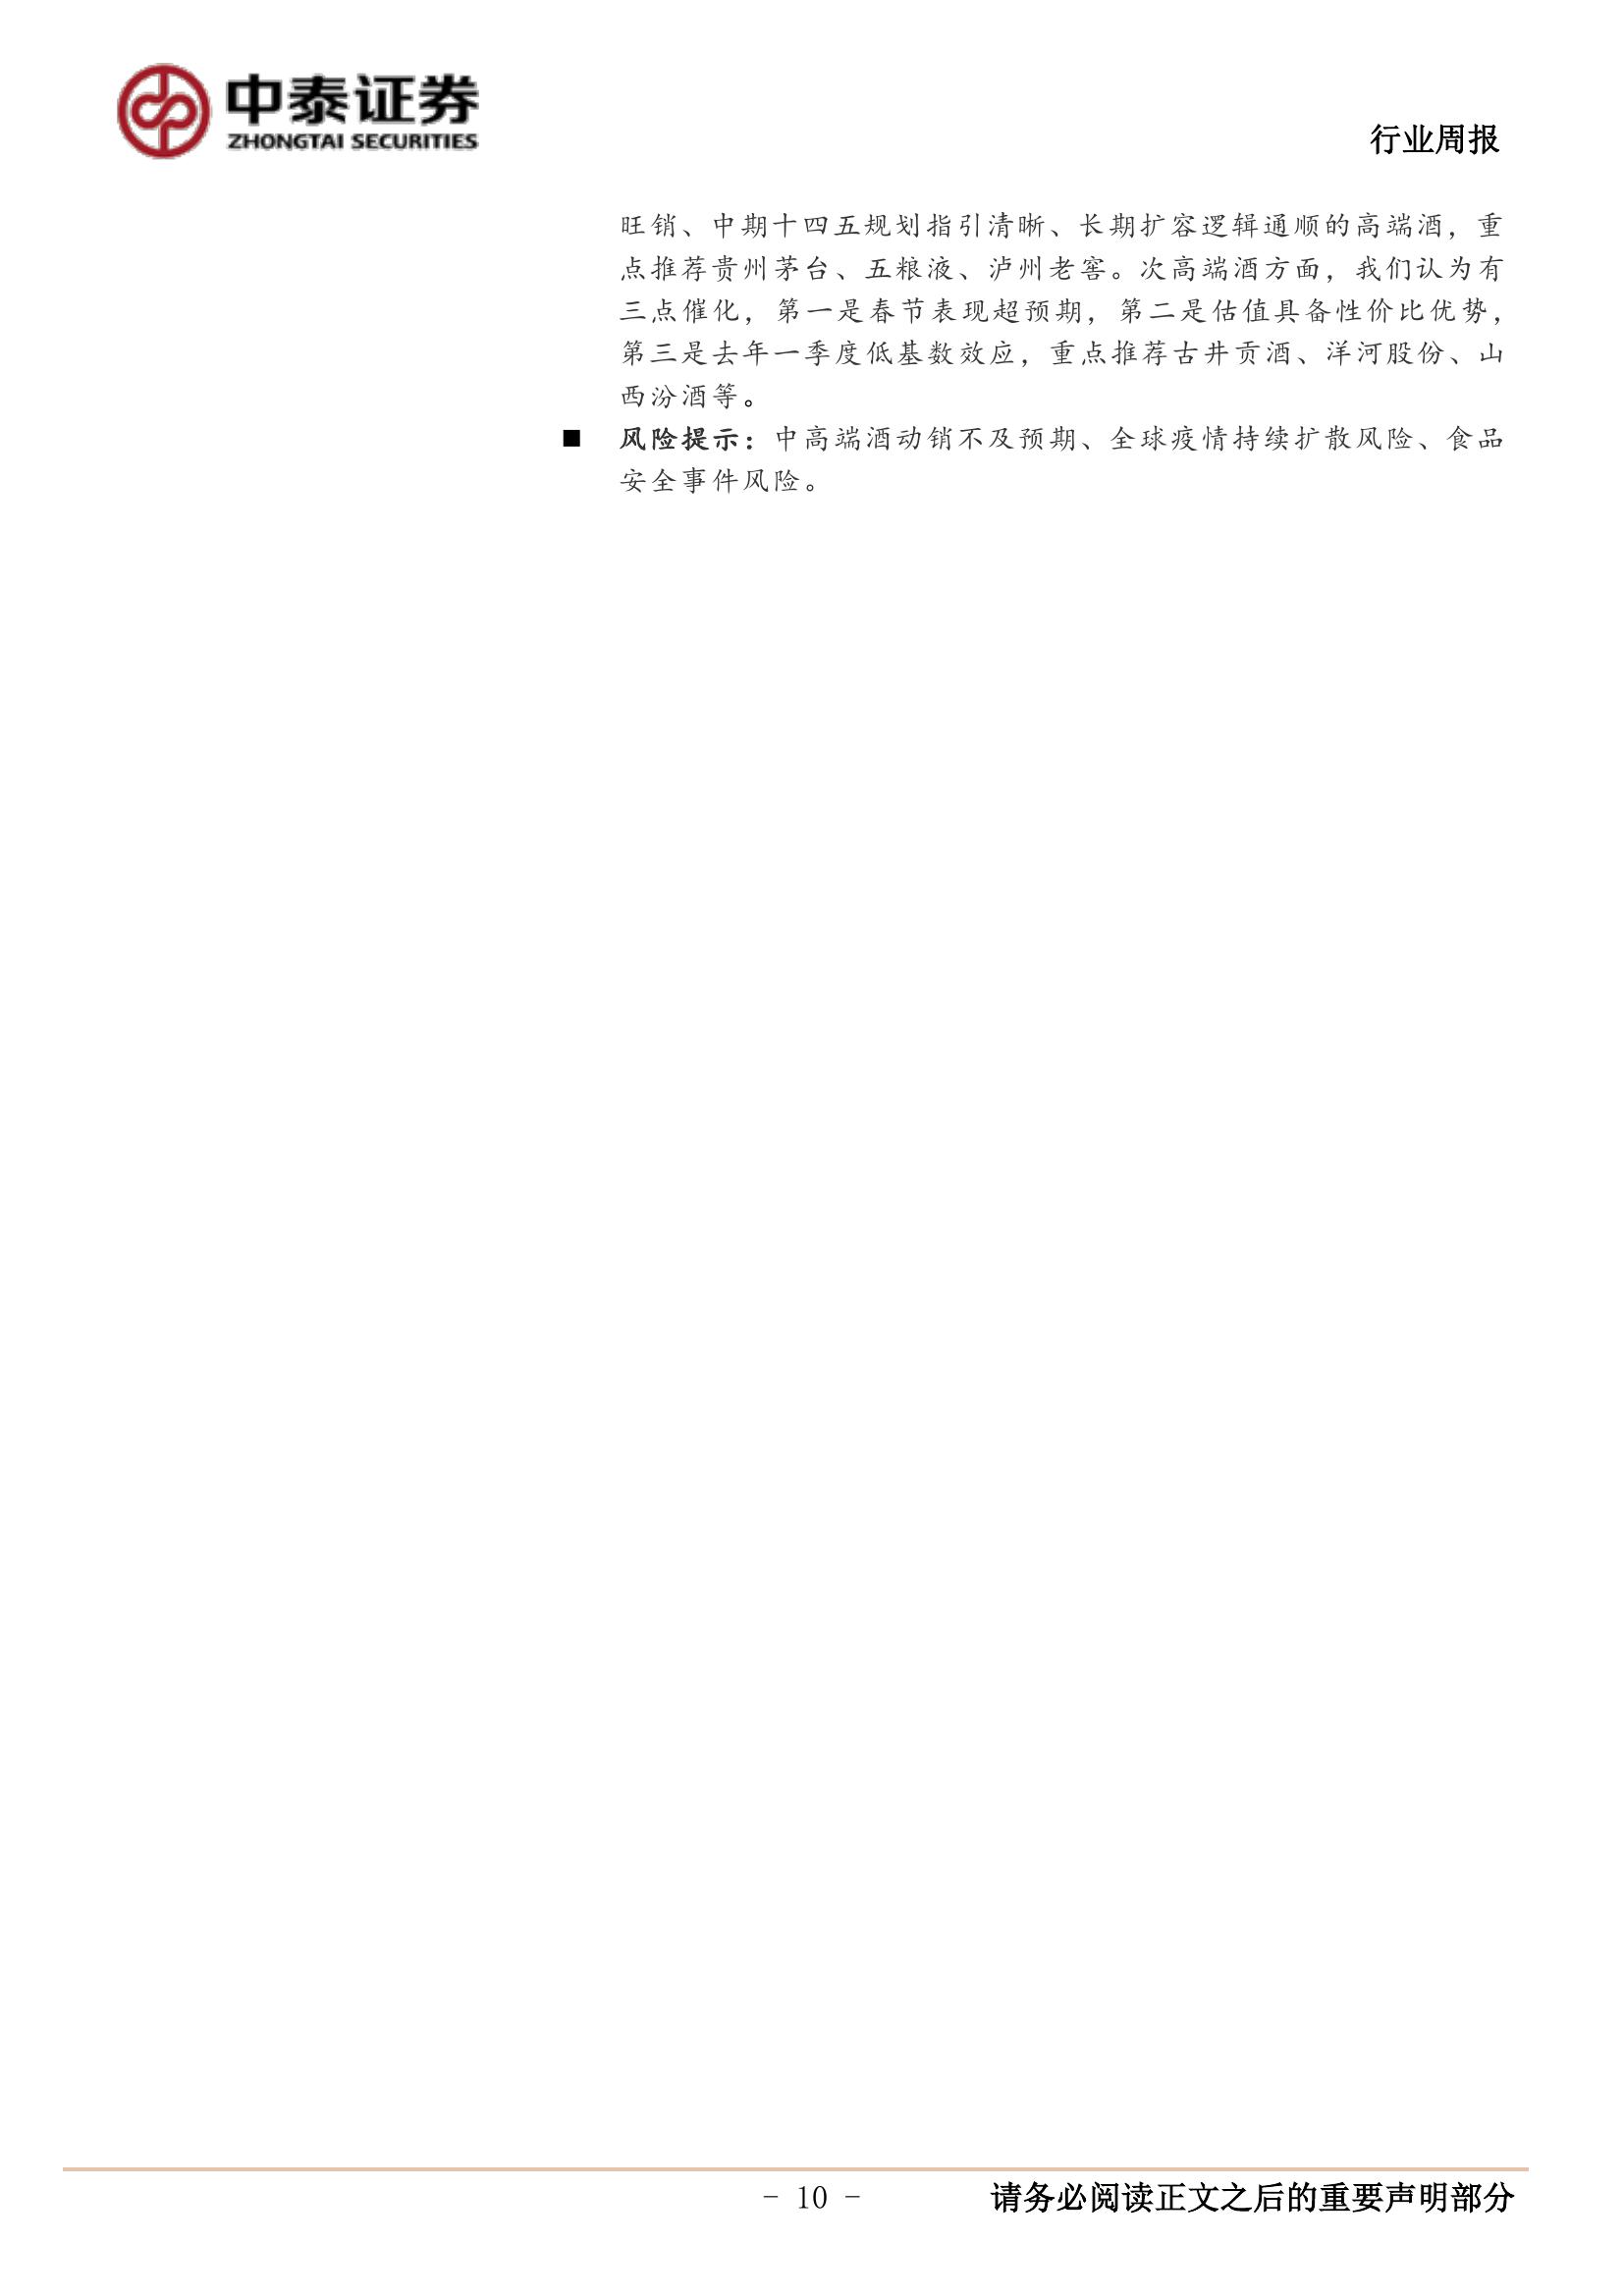 中泰证券
ZHONGTAI SECURITIES
行业周报
旺销、中期十四五规划指引清晰、长期扩容逻辑通顺的高端酒，重
点推荐贵州茅台、五粮液、泸州老窖。次高端酒方面，我们认为有
三点催化，第一是春节表现超预期，第二是估值具备性价比优势，
第三是去年一季度低基数效应，重点推荐古井贡酒、洋河股份、山
西汾酒等。
■ 风险提示：中高端酒动销不及预期、全球疫情持续扩散风险、食品
安全事件风险。
- 10 -
请务必阅读正文之后的重要声明部分